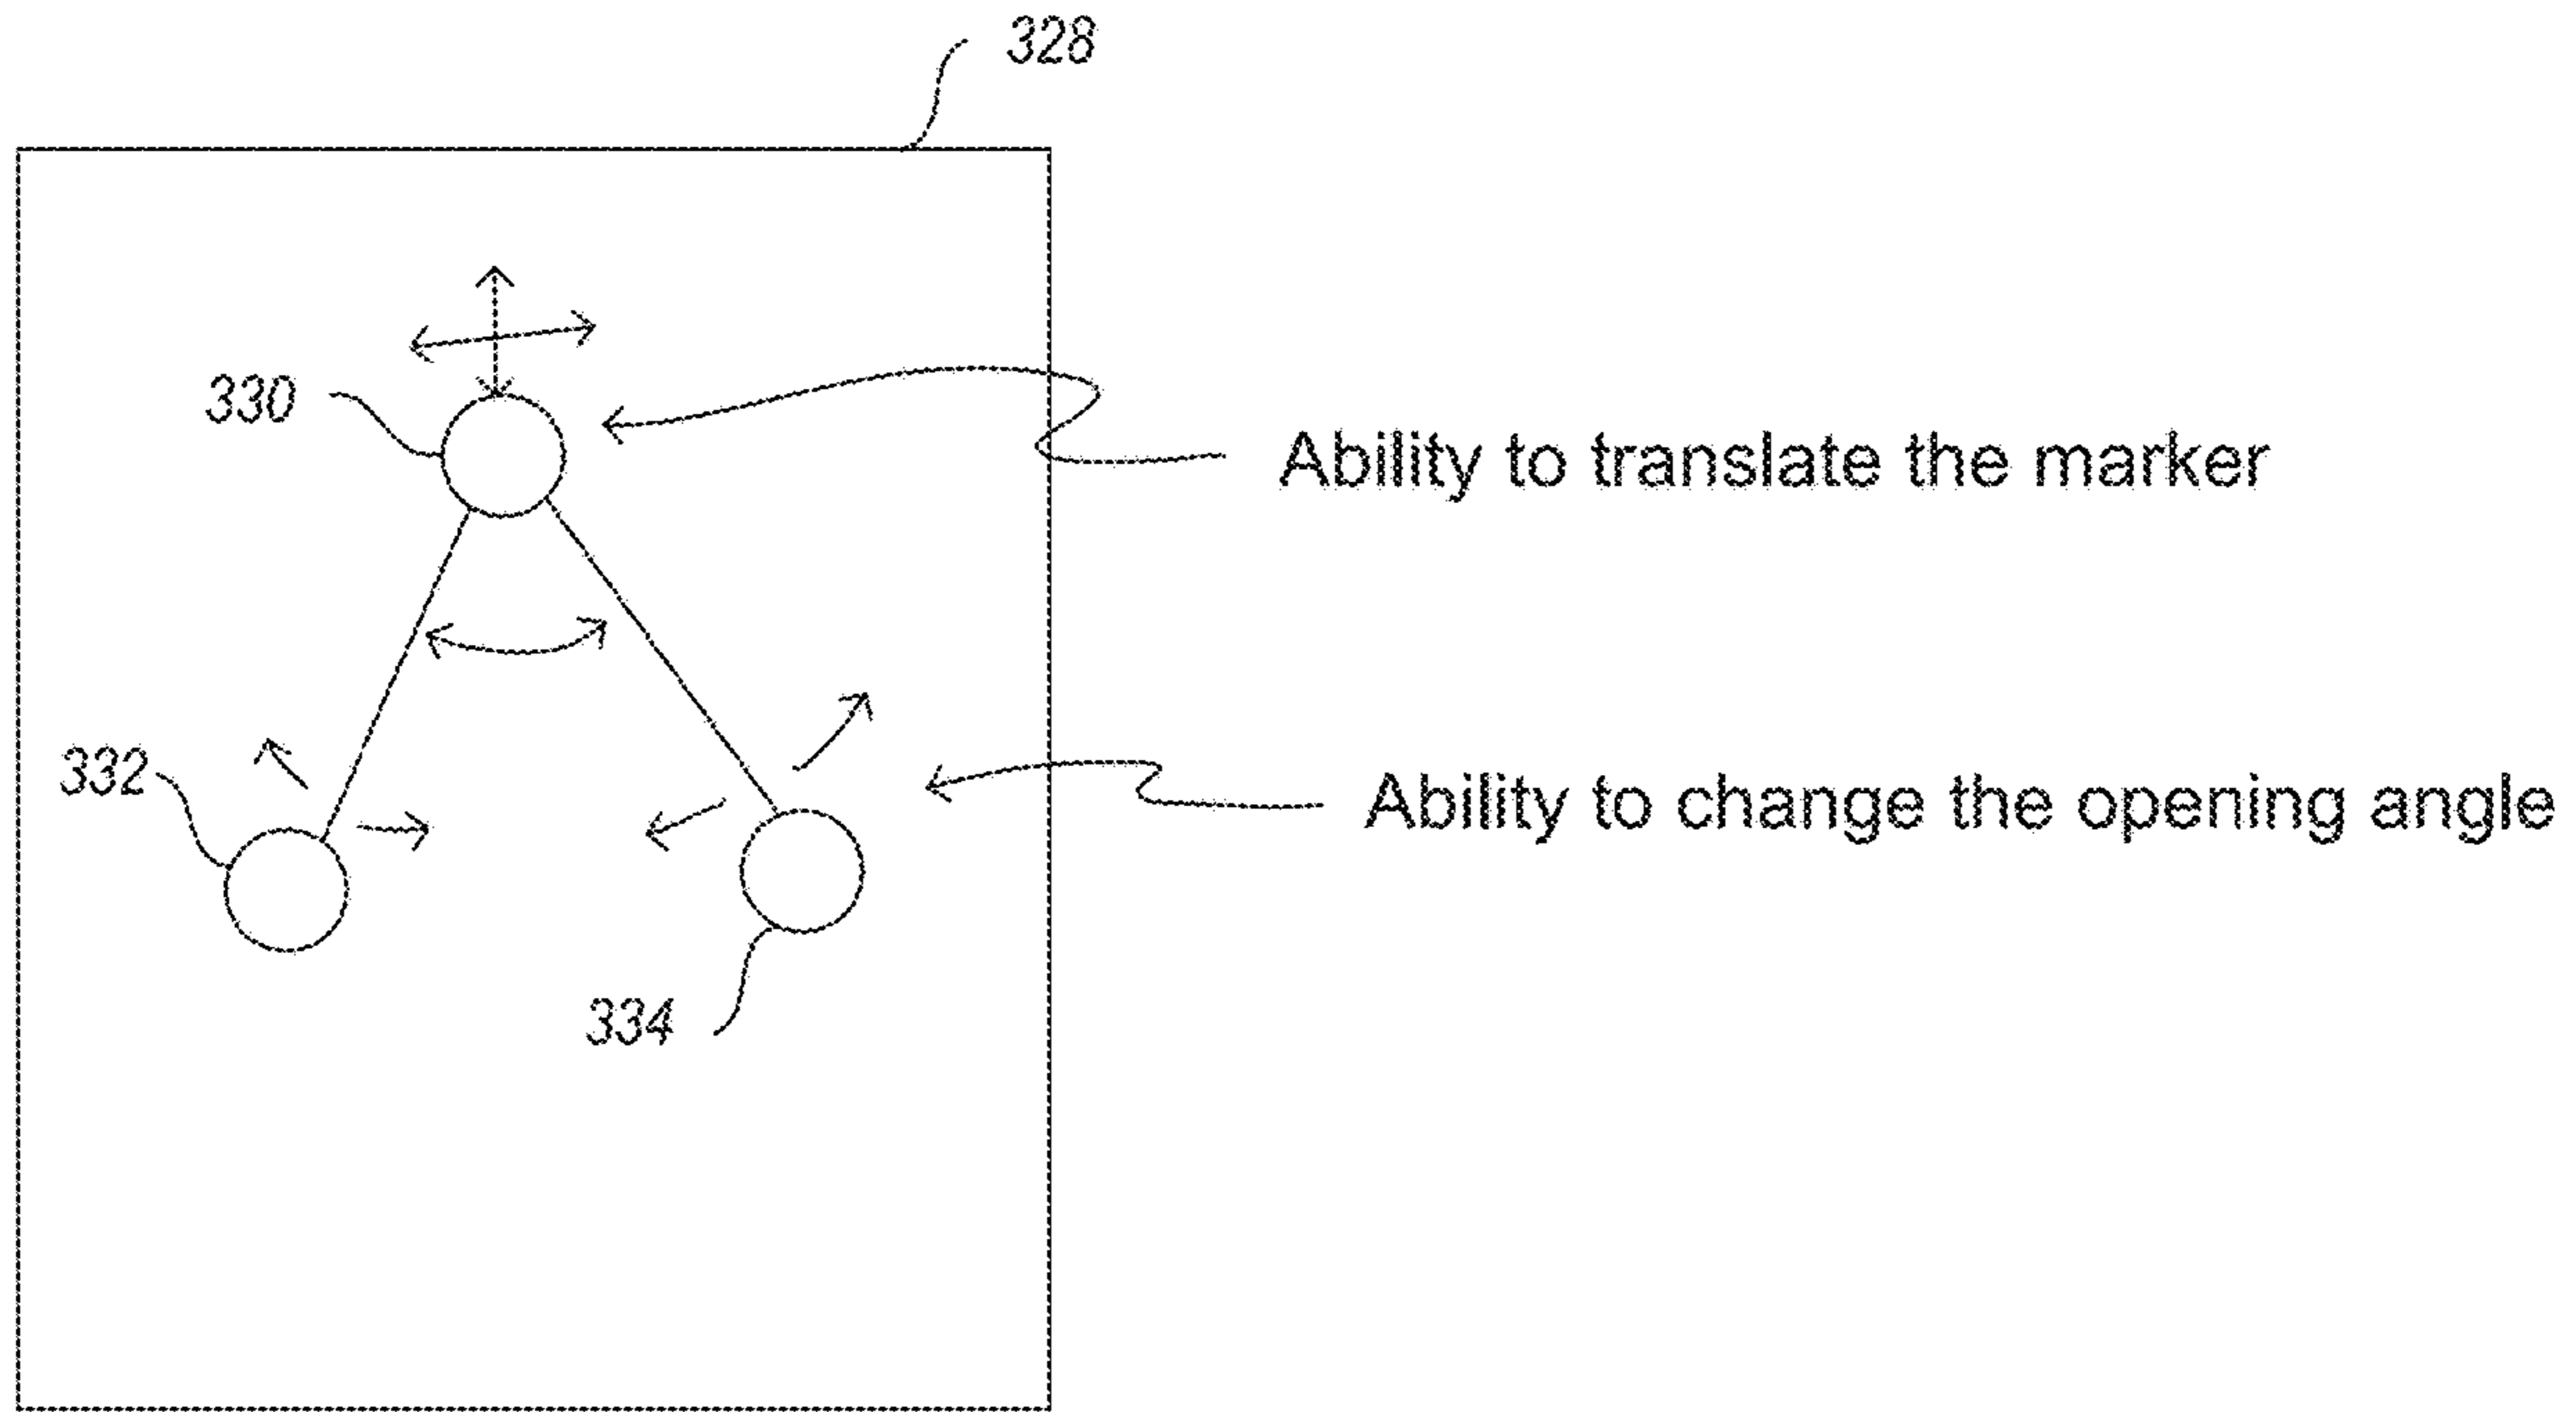 328
330
Ability to translate the marker
332
Ability to change the opening angle
334